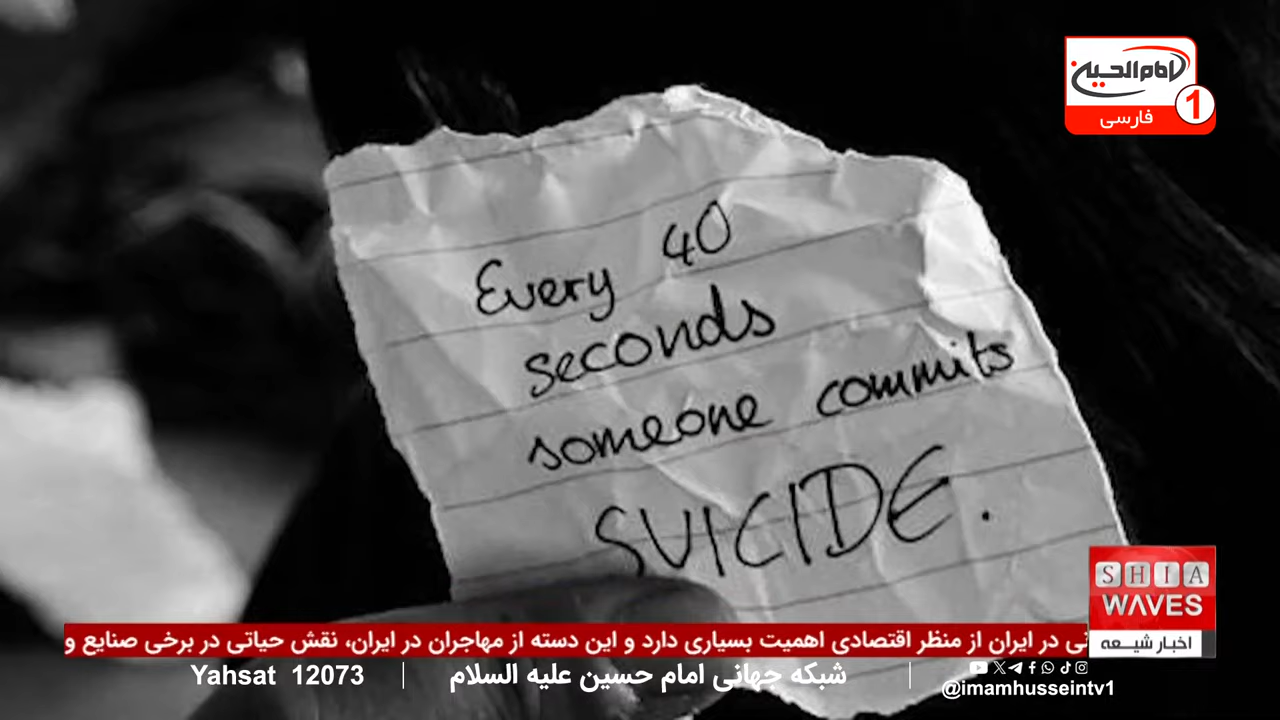 امام الحسین
1
فارسی
Every 40
seconds
someone commits
SUICIDE.
SHIA
WAVES
اخبار شیعه
نی در ایران از منظر اقتصادی اهمیت بسیاری دارد و این دسته از مهاجران در ایران، نقش حیاتی در برخی صنایع و
Yahsat 12073 | شبکه جهانی امام حسین علیه السلام |
@imamhusseintv1